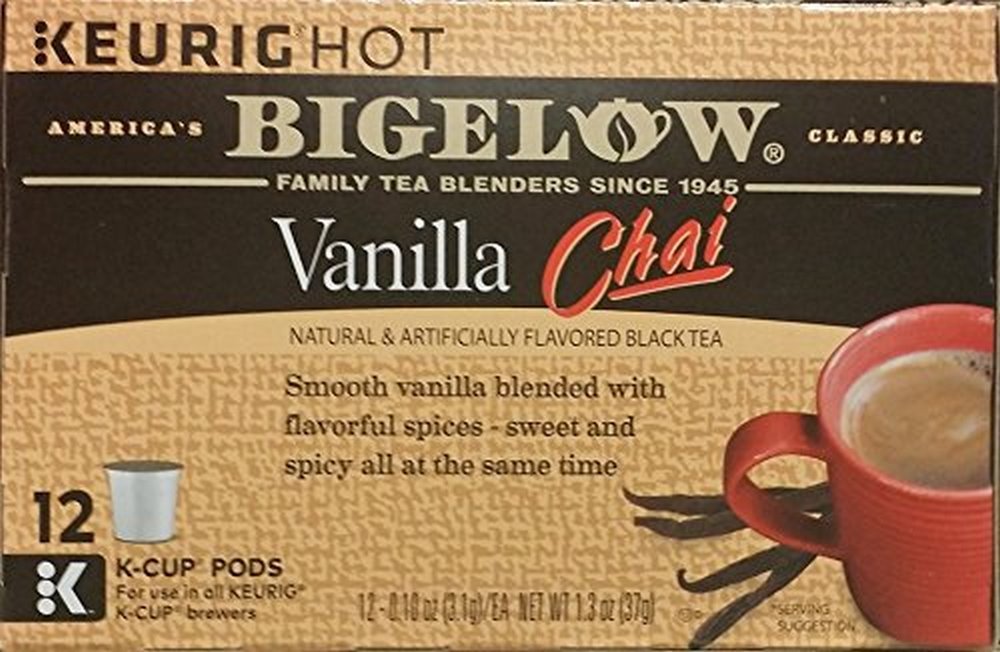 KEURIG® HOT
AMERICA'S BIGELOW® CLASSIC
FAMILY TEA BLENDERS SINCE 1945
Vanilla Chai
NATURAL & ARTIFICIALLY FLAVORED BLACK TEA
Smooth vanilla blended with
flavorful spices - sweet and
spicy all at the same time
12
K
K-CUP® PODS
For use in all KEURIG®
K-CUP® brewers
12 - 0.10 oz (3.1g)/EA NET WT 1.3 oz (37g)
*SERVING
SUGGESTION